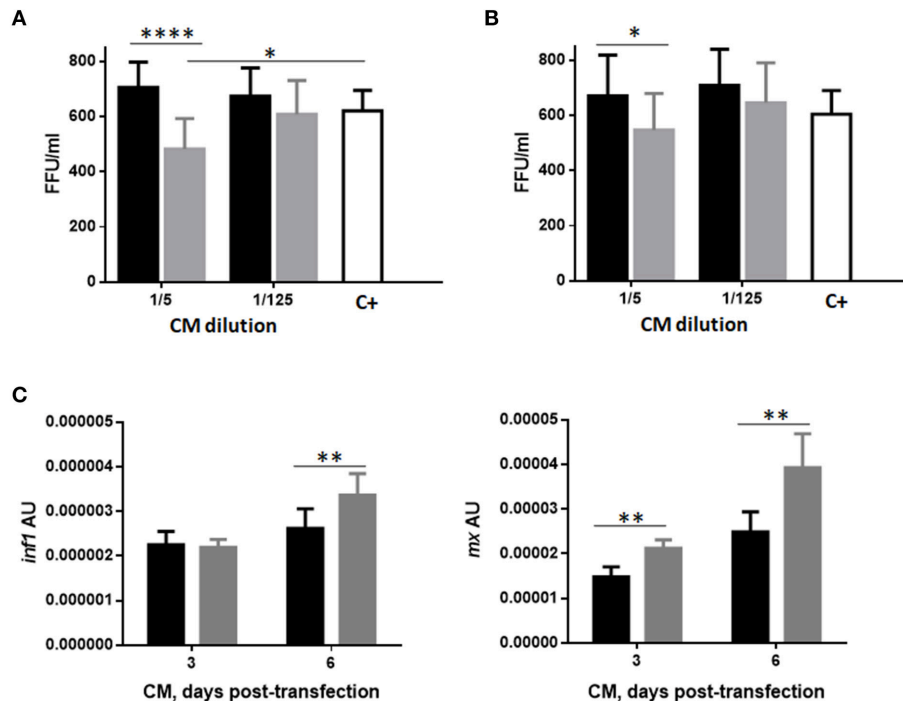 A
****
*
800
600
400
200
0
FFU/ml
1/5
1/125
C+
CM dilution
B
*
800
600
400
200
0
FFU/ml
1/5
1/125
C+
CM dilution
C
0.000005
0.000004
0.000003
0.000002
0.000001
0.000000
inf1 AU
**
3
6
CM, days post-transfection
0.00005
0.00004
0.00003
0.00002
0.00001
0.00000
mx AU
**
**
3
6
CM, days post-transfection